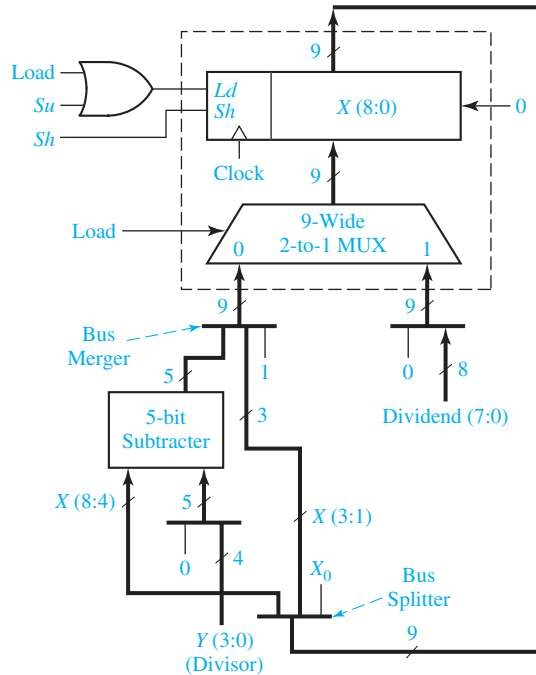 9
Load
Su
Sh
Ld
Sh
X (8:0)
0
Clock
9
Load
9-Wide
2-to-1 MUX
0
1
9
9
Bus
Merger
1
0
8
5
3
Dividend (7:0)
5-bit
Subtracter
X (8:4)
5
X (3:1)
0
4
X₀
Bus
Splitter
Y (3:0)
(Divisor)
9